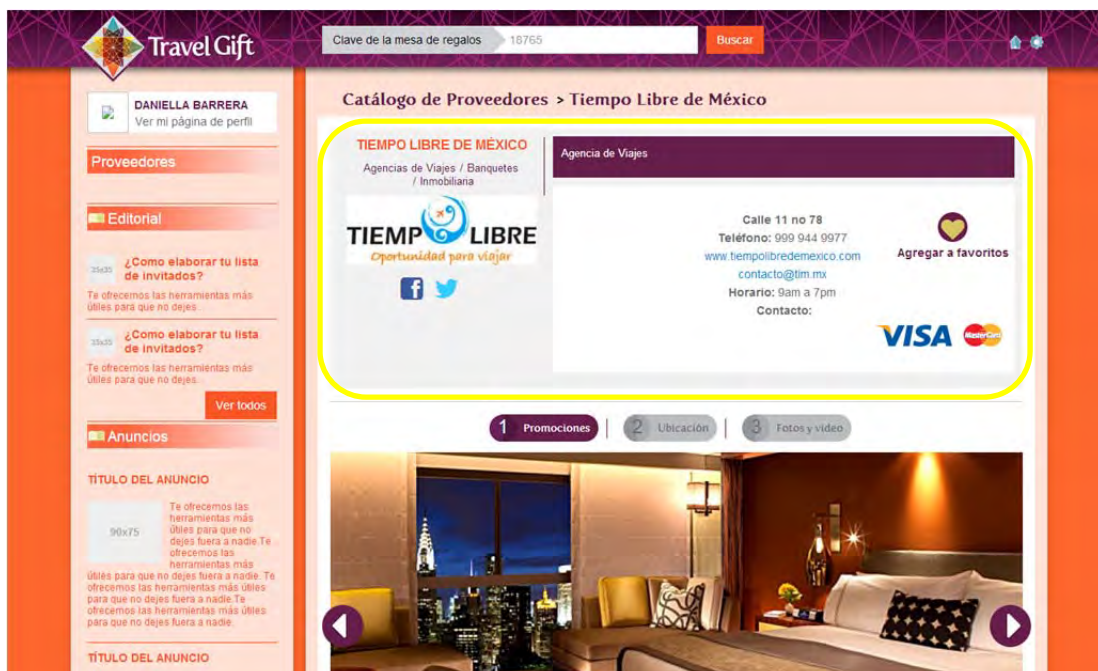 Travel Gift
Clave de la mesa de regalos 18765 Buscar
DANIELLA BARRERA
Ver mi página de perfil
Proveedores
Editorial
35x35
¿Como elaborar tu lista
de invitados?
Te ofrecemos las herramientas más
útiles para que no dejes...
35x35
¿Como elaborar tu lista
de invitados?
Te ofrecemos las herramientas más
útiles para que no dejes...
Ver todos
Anuncios
TÍTULO DEL ANUNCIO
90x75
Te ofrecemos las
herramientas más
útiles para que no
dejes fuera a nadie.Te
ofrecemos las
herramientas más
útiles para que no dejes fuera a nadie. Te
ofrecemos las herramientas más útiles
para que no dejes fuera a nadie.Te
ofrecemos las herramientas más útiles
para que no dejes fuera a nadie.
TÍTULO DEL ANUNCIO
Catálogo de Proveedores > Tiempo Libre de México
TIEMPO LIBRE DE MÉXICO
Agencias de Viajes / Banquetes
/ Inmobiliaria
TIEMPO LIBRE
Oportunidad para viajar
Agencia de Viajes
Calle 11 no 78
Teléfono: 999 944 9977
www.tiempolibredemexico.com
contacto@tlm.mx
Horario: 9am a 7pm
Contacto:
Agregar a favoritos
VISA MasterCard
1 Promociones
2 Ubicación
3 Fotos y video